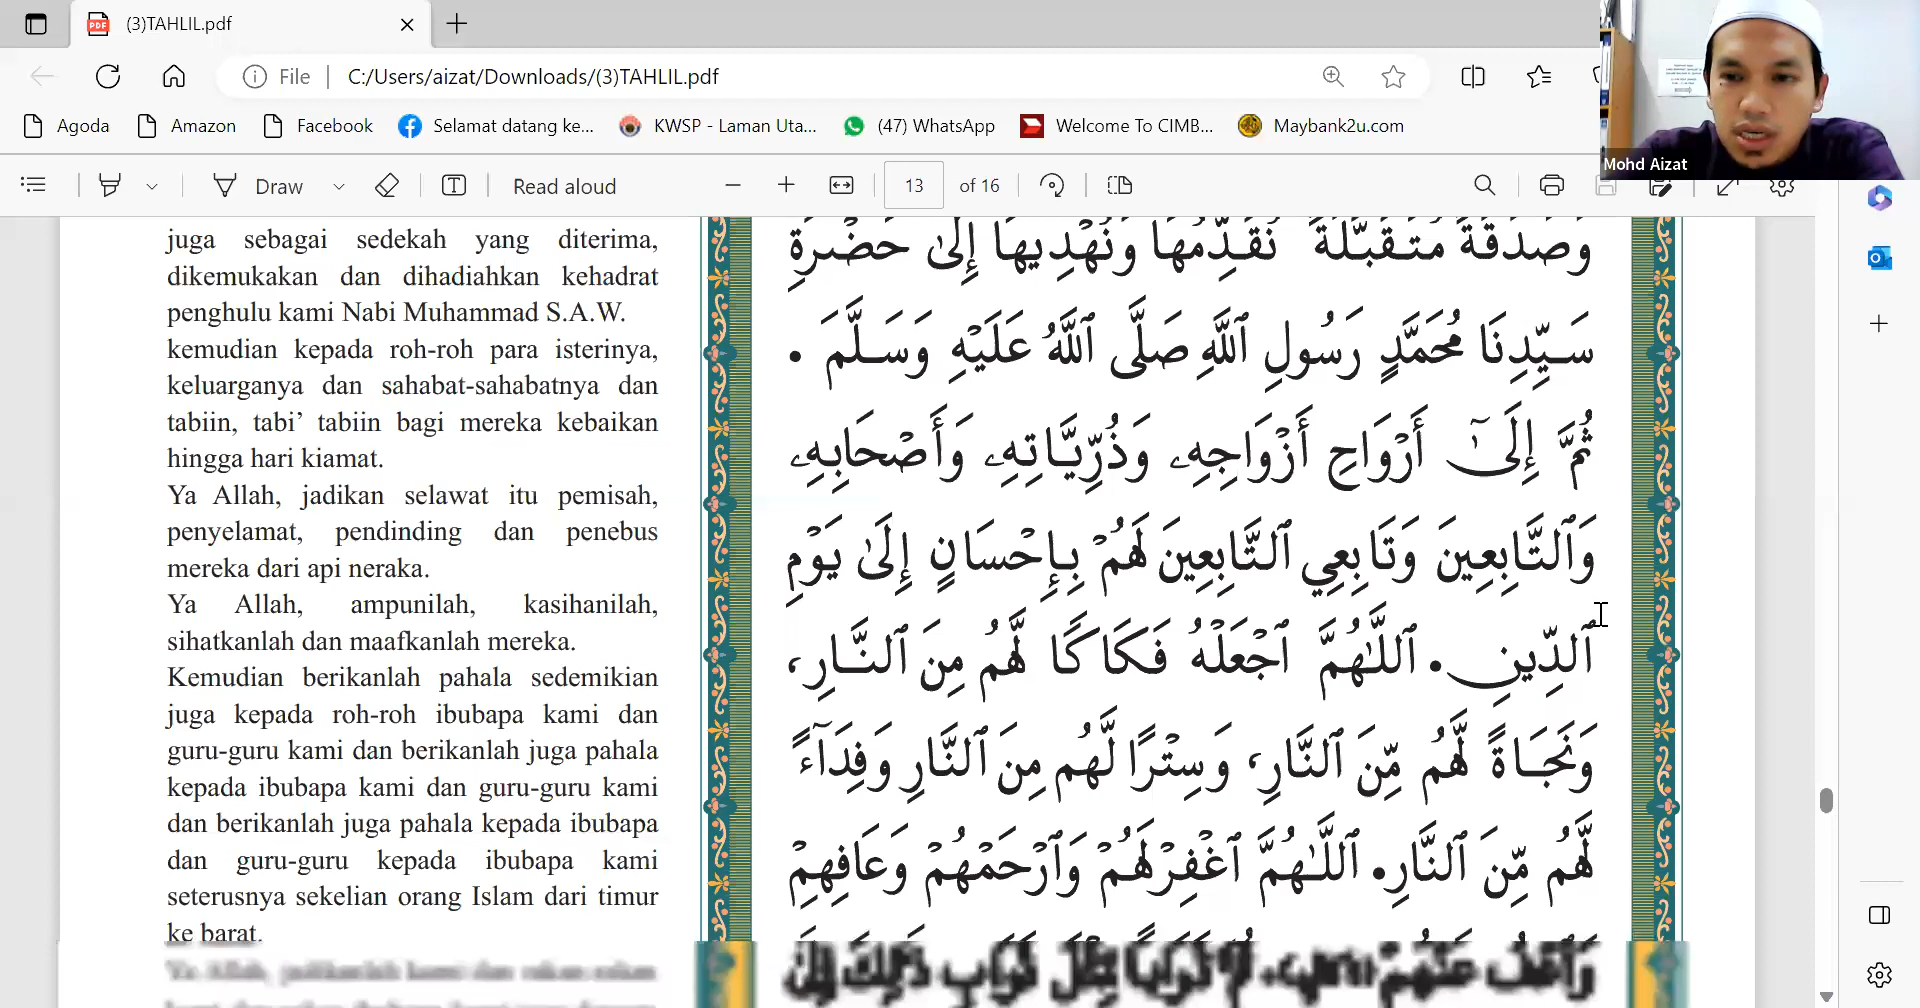 (3)TAHLIL.pdf
File
C:/Users/aizat/Downloads/(3)TAHLIL.pdf
Agoda
Amazon
Facebook
Selamat datang ke...
KWSP - Laman Uta...
(47) WhatsApp
Welcome To CIMB...
Maybank2u.com
Mohd Aizat
Draw
Read aloud
13 of 16
juga sebagai sedekah yang diterima,
dikemukakan dan dihadiahkan kehadrat
penghulu kami Nabi Muhammad S.A.W.
kemudian kepada roh-roh para isterinya,
keluarganya dan sahabat-sahabatnya dan
tabiin, tabi’ tabiin bagi mereka kebaikan
hingga hari kiamat.
Ya Allah, jadikan selawat itu pemisah,
penyelamat, pendinding dan penebus
mereka dari api neraka.
Ya Allah, ampunilah, kasihanilah,
sihatkanlah dan maafkanlah mereka.
Kemudian berikanlah pahala sedemikian
juga kepada roh-roh ibubapa kami dan
guru-guru kami dan berikanlah juga pahala
kepada ibubapa kami dan guru-guru kami
dan berikanlah juga pahala kepada ibubapa
dan guru-guru kepada ibubapa kami
seterusnya sekelian orang Islam dari timur
ke barat.
وَصَدَقَةً مُتَقَبَّلَةً نُقَدِّمُهَا وَنُهْدِيهَا إِلَىٰ حَضْرَةِ
سَيِّدِنَا مُحَمَّدٍ رَسُولِ ٱللَّهِ صَلَّى ٱللَّهُ عَلَيْهِ وَسَلَّمَ •
ثُمَّ إِلَىٰٓ أَرْوَاحِ أَزْوَاجِهِۦ وَذُرِّيَّاتِهِۦ وَأَصْحَابِهِۦ
وَٱلتَّابِعِينَ وَتَابِعِي ٱلتَّابِعِينَ لَهُمْ بِإِحْسَانٍ إِلَىٰ يَوْمِ
ٱلدِّينِ • ٱللَّٰهُمَّ ٱجْعَلْهُ فَكَاكًا لَّهُم مِنَ ٱلنَّارِ،
وَنَجَاةً لَّهُم مِّنَ ٱلنَّارِ، وَسِتْرًا لَّهُم مِنَ ٱلنَّارِ وَفِدَآءً
لَّهُم مِّنَ ٱلنَّارِ • ٱللَّٰهُمَّ ٱغْفِرْ لَهُمْ وَٱرْحَمْهُمْ وَعَافِهِمْ